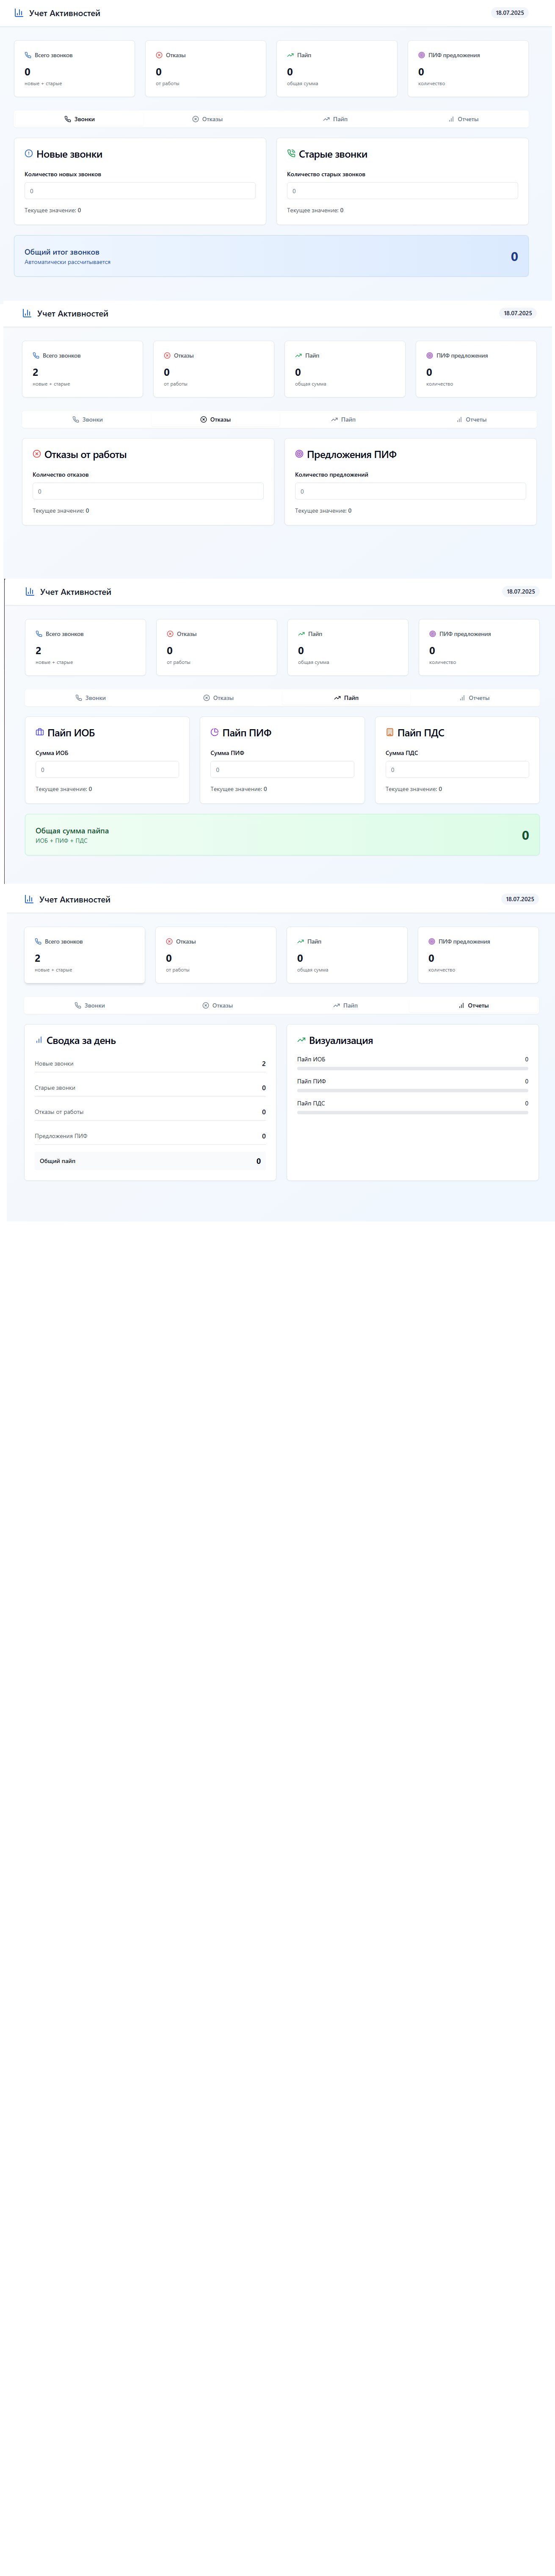 Учет Активностей
18.07.2025
Всего звонков
Отказы
Пайп
ПИФ предложения
0
0
0
0
новые + старые
от работы
общая сумма
количество
Звонки
Отказы
Пайп
Отчеты
Новые звонки
Старые звонки
Количество новых звонков
Количество старых звонков
0
0
Текущее значение: 0
Текущее значение: 0
Общий итог звонков
0
Автоматически рассчитывается
Учет Активностей
18.07.2025
Всего звонков
Отказы
Пайп
ПИФ предложения
2
0
0
0
новые + старые
от работы
общая сумма
количество
Звонки
Отказы
Пайп
Отчеты
Отказы от работы
Предложения ПИФ
Количество отказов
Количество предложений
0
0
Текущее значение: 0
Текущее значение: 0
Учет Активностей
18.07.2025
Всего звонков
Отказы
Пайп
ПИФ предложения
2
0
0
0
новые + старые
от работы
общая сумма
количество
Звонки
Отказы
Пайп
Отчеты
Пайп ИОБ
Пайп ПИФ
Пайп ПДС
Сумма ИОБ
Сумма ПИФ
Сумма ПДС
0
0
0
Текущее значение: 0
Текущее значение: 0
Текущее значение: 0
Общая сумма пайпа
0
ИОБ + ПИФ + ПДС
Учет Активностей
18.07.2025
Всего звонков
Отказы
Пайп
ПИФ предложения
2
0
0
0
новые + старые
от работы
общая сумма
количество
Звонки
Отказы
Пайп
Отчеты
Сводка за день
Новые звонки 2
Старые звонки 0
Отказы от работы 0
Предложения ПИФ 0
Общий пайп 0
Визуализация
Пайп ИОБ 0
Пайп ПИФ 0
Пайп ПДС 0